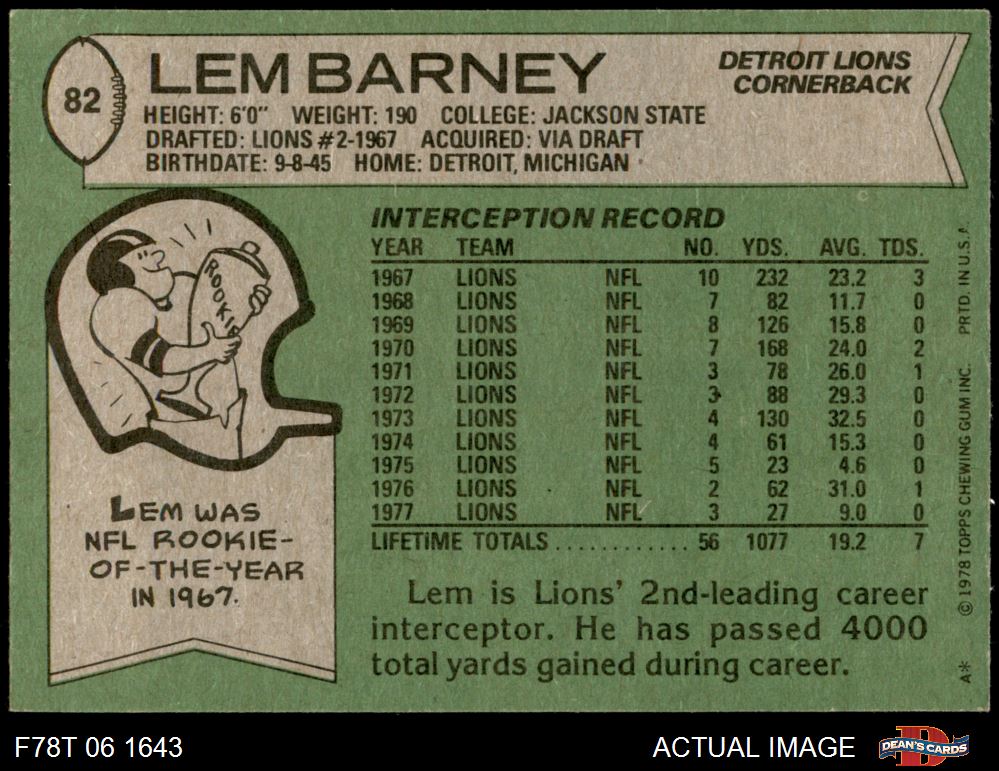 82
LEM BARNEY
DETROIT LIONS
CORNERBACK
HEIGHT: 6'0" WEIGHT: 190 COLLEGE: JACKSON STATE
DRAFTED: LIONS #2-1967 ACQUIRED: VIA DRAFT
BIRTHDATE: 9-8-45 HOME: DETROIT, MICHIGAN
ROOKIE
LEM WAS
NFL ROOKIE-
OF-THE-YEAR
IN 1967.
INTERCEPTION RECORD
YEAR TEAM NO. YDS. AVG. TDS.
1967 LIONS NFL 10 232 23.2 3
1968 LIONS NFL 7 82 11.7 0
1969 LIONS NFL 8 126 15.8 0
1970 LIONS NFL 7 168 24.0 2
1971 LIONS NFL 3 78 26.0 1
1972 LIONS NFL 3 88 29.3 0
1973 LIONS NFL 4 130 32.5 0
1974 LIONS NFL 4 61 15.3 0
1975 LIONS NFL 5 23 4.6 0
1976 LIONS NFL 2 62 31.0 1
1977 LIONS NFL 3 27 9.0 0
LIFETIME TOTALS ............ 56 1077 19.2 7
Lem is Lions' 2nd-leading career
interceptor. He has passed 4000
total yards gained during career.
A* © 1978 TOPPS CHEWING GUM INC. PRTD. IN U.S.A.
F78T 06 1643
ACTUAL IMAGE
D
DEAN'S CARDS